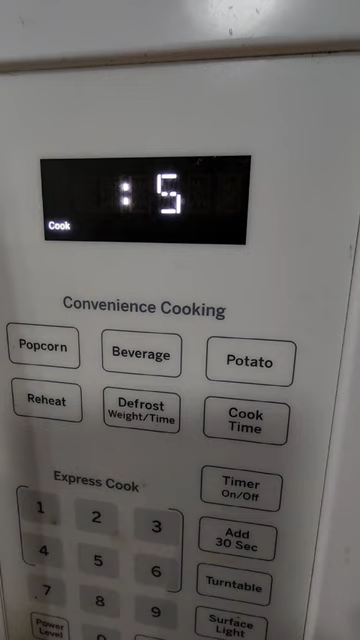 : 5
Cook
Convenience Cooking
Popcorn
Beverage
Potato
Reheat
Defrost
Weight/Time
Cook
Time
Express Cook
Timer
On/Off
1
2
3
Add
30 Sec
4
5
6
Turntable
7
8
9
Surface
Light
Power
Level
0